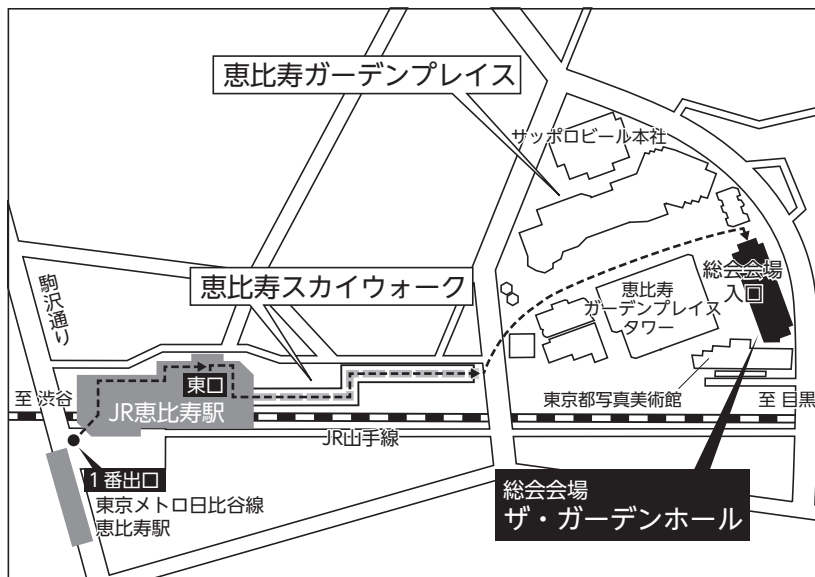 恵比寿ガーデンプレイス
サッポロビール本社
恵比寿スカイウォーク
総会会場
入口
恵比寿
ガーデンプレイス
タワー
駒沢通り
東口
至 渋谷
JR恵比寿駅
東京都写真美術館
至 目黒
JR山手線
1番出口
東京メトロ日比谷線
恵比寿駅
総会会場
ザ・ガーデンホール